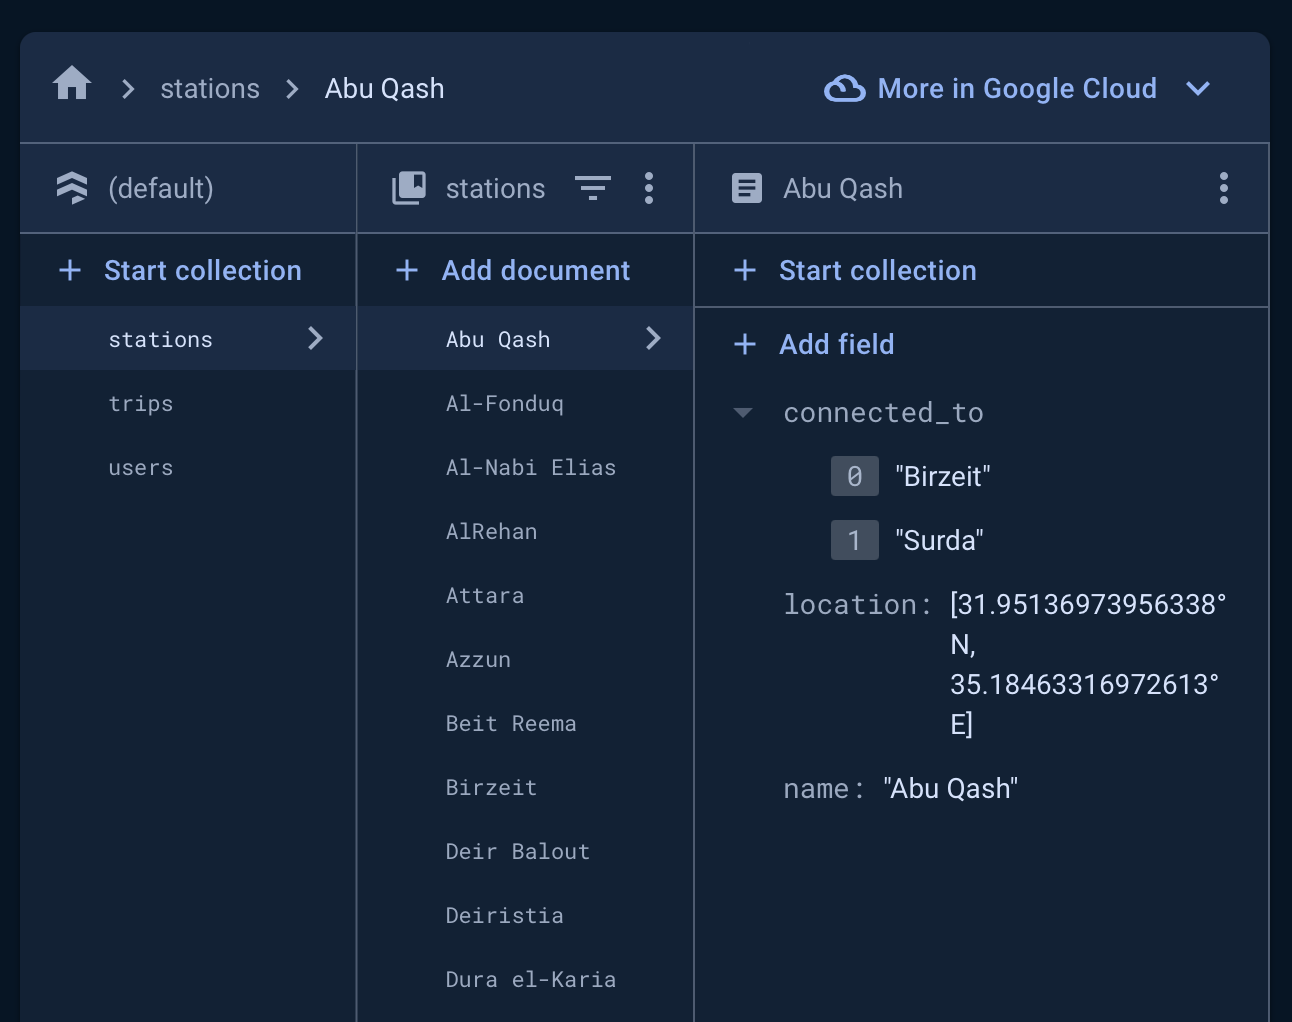 stations
Abu Qash
More in Google Cloud
(default)
stations
Abu Qash
Start collection
Add document
Start collection
stations
trips
users
Abu Qash
Al-Fonduq
Al-Nabi Elias
AlRehan
Attara
Azzun
Beit Reema
Birzeit
Deir Balout
Deiristia
Dura el-Karia
Add field
connected_to
0 "Birzeit"
1 "Surda"
location: [31.95136973956338°
N,
35.18463316972613°
E]
name: "Abu Qash"